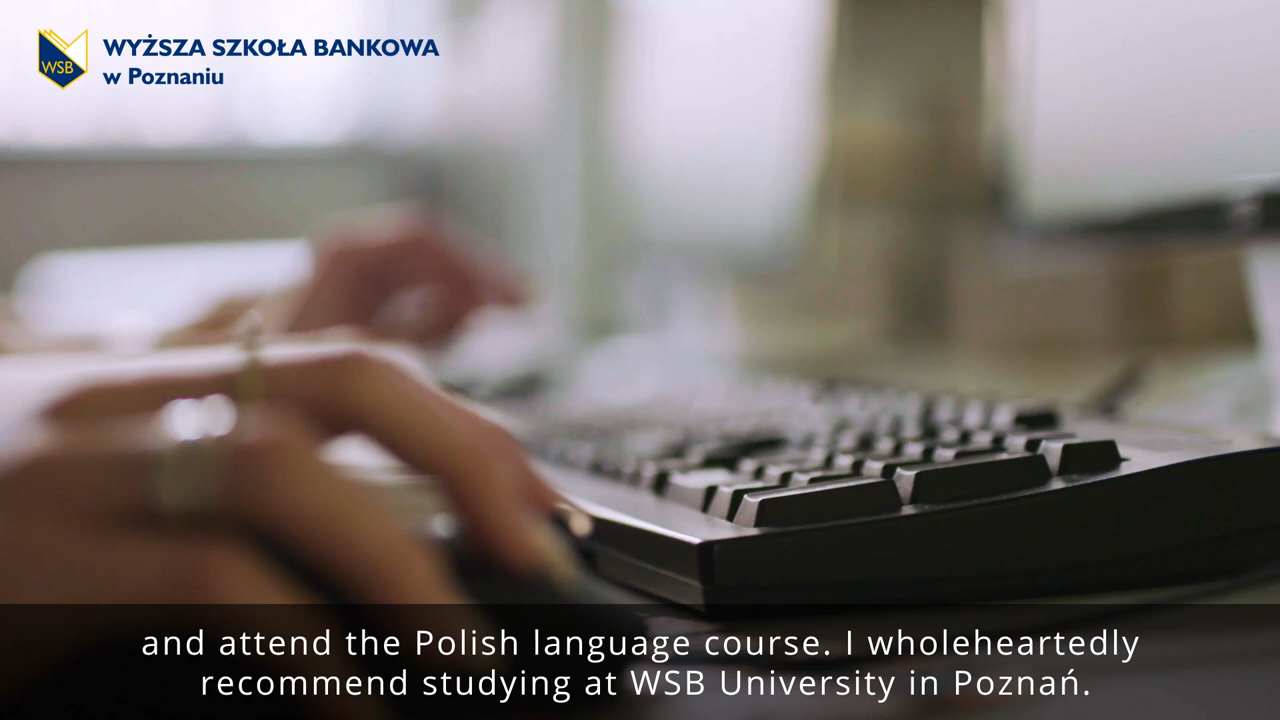 WSB
WYŻSZA SZKOŁA BANKOWA
w Poznaniu
and attend the Polish language course. I wholeheartedly
recommend studying at WSB University in Poznań.